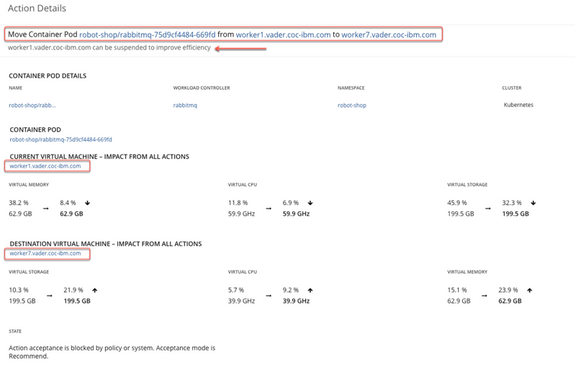 Action Details
Move Container Pod robot-shop/rabbitmq-75d9cf4484-669fd from worker1.vader.coc-ibm.com to worker7.vader.coc-ibm.com
worker1.vader.coc-ibm.com can be suspended to improve efficiency
CONTAINER POD DETAILS
NAME WORKLOAD CONTROLLER NAMESPACE CLUSTER
robot-shop/rabb... rabbitmq robot-shop Kubernetes
CONTAINER POD
robot-shop/rabbitmq-75d9cf4484-669fd
CURRENT VIRTUAL MACHINE – IMPACT FROM ALL ACTIONS
worker1.vader.coc-ibm.com
VIRTUAL MEMORY VIRTUAL CPU VIRTUAL STORAGE
38.2 % → 8.4 % ↓ 11.8 % → 6.9 % ↓ 45.9 % → 32.3 % ↓
62.9 GB 62.9 GB 59.9 GHz 59.9 GHz 199.5 GB 199.5 GB
DESTINATION VIRTUAL MACHINE – IMPACT FROM ALL ACTIONS
worker7.vader.coc-ibm.com
VIRTUAL STORAGE VIRTUAL CPU VIRTUAL MEMORY
10.3 % → 21.9 % ↑ 5.7 % → 9.2 % ↑ 15.1 % → 23.9 % ↑
199.5 GB 199.5 GB 39.9 GHz 39.9 GHz 62.9 GB 62.9 GB
STATE
Action acceptance is blocked by policy or system. Acceptance mode is
Recommend.